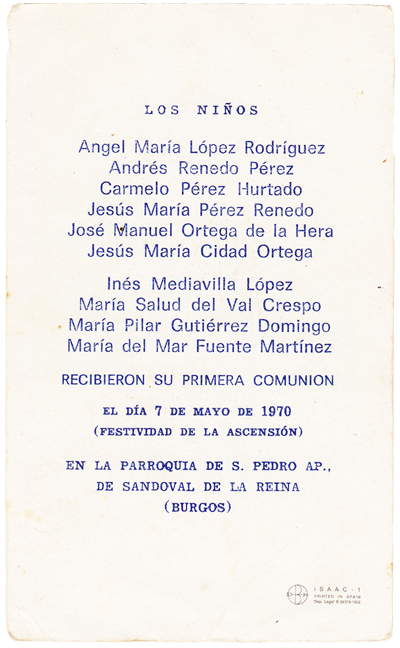 LOS NIÑOS
Angel María López Rodríguez
Andrés Renedo Pérez
Carmelo Pérez Hurtado
Jesús María Pérez Renedo
José Manuel Ortega de la Hera
Jesús María Cidad Ortega
Inés Mediavilla López
María Salud del Val Crespo
María Pilar Gutiérrez Domingo
María del Mar Fuente Martínez
RECIBIERON SU PRIMERA COMUNION
EL DÍA 7 DE MAYO DE 1970
(FESTIVIDAD DE LA ASCENSIÓN)
EN LA PARROQUIA DE S. PEDRO AP.,
DE SANDOVAL DE LA REINA
(BURGOS)
ISAAC-1
PRINTED IN SPAIN
Dep. Legal